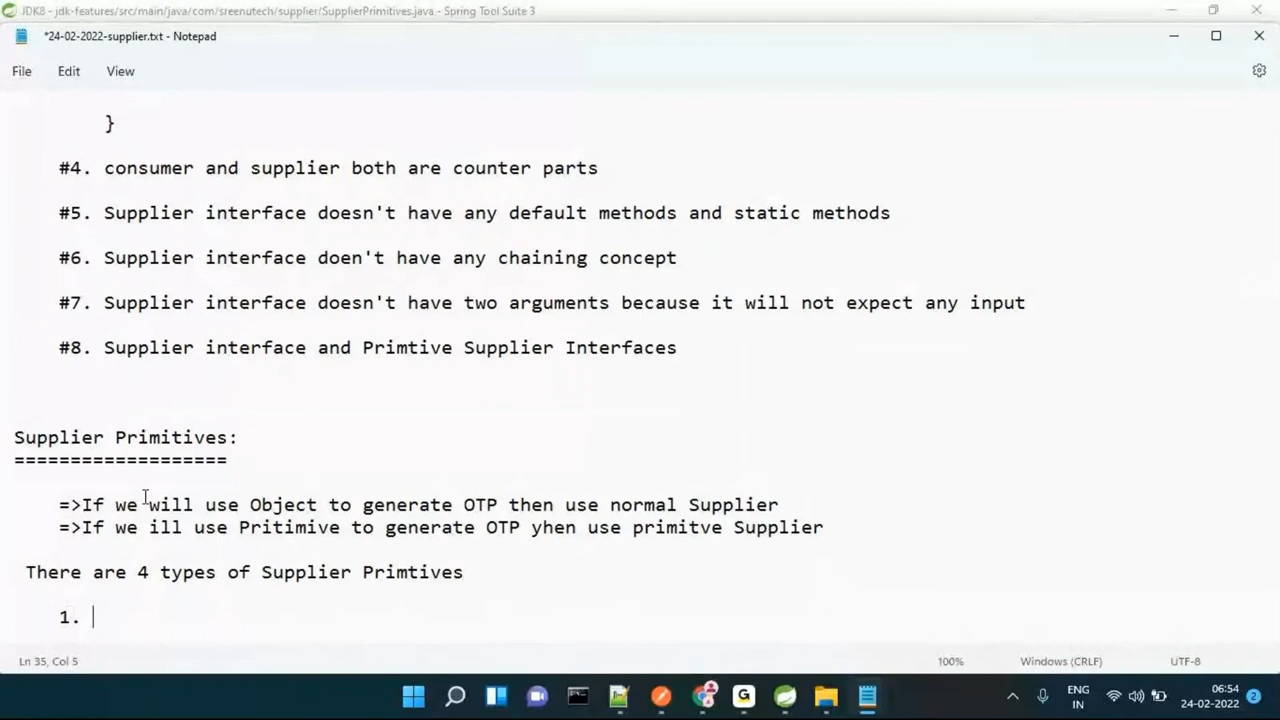 JDK8 - jdk-features/src/main/java/com/sreenutech/supplier/SupplierPrimitives.java - Spring Tool Suite 3
*24-02-2022-supplier.txt - Notepad
File Edit View
}
#4. consumer and supplier both are counter parts
#5. Supplier interface doesn't have any default methods and static methods
#6. Supplier interface doen't have any chaining concept
#7. Supplier interface doesn't have two arguments because it will not expect any input
#8. Supplier interface and Primtive Supplier Interfaces
Supplier Primitives:
===================
=>If we will use Object to generate OTP then use normal Supplier
=>If we ill use Pritimive to generate OTP yhen use primitve Supplier
There are 4 types of Supplier Primtives
1.
Ln 35, Col 5 100% Windows (CRLF) UTF-8
G ENG IN 06:54 24-02-2022 2